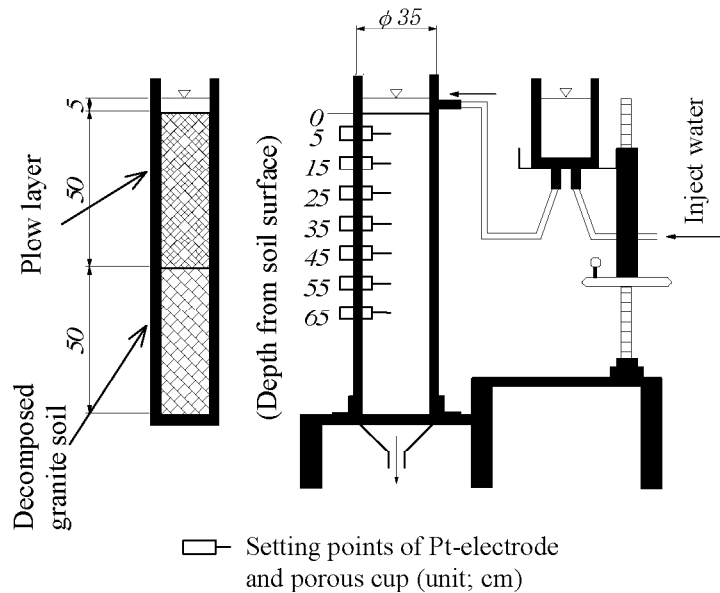 ϕ 35
5
50
50
Plow layer
Decomposed
granite soil
(Depth from soil surface)
0
5
15
25
35
45
55
65
Inject water
Setting points of Pt-electrode
and porous cup (unit; cm)